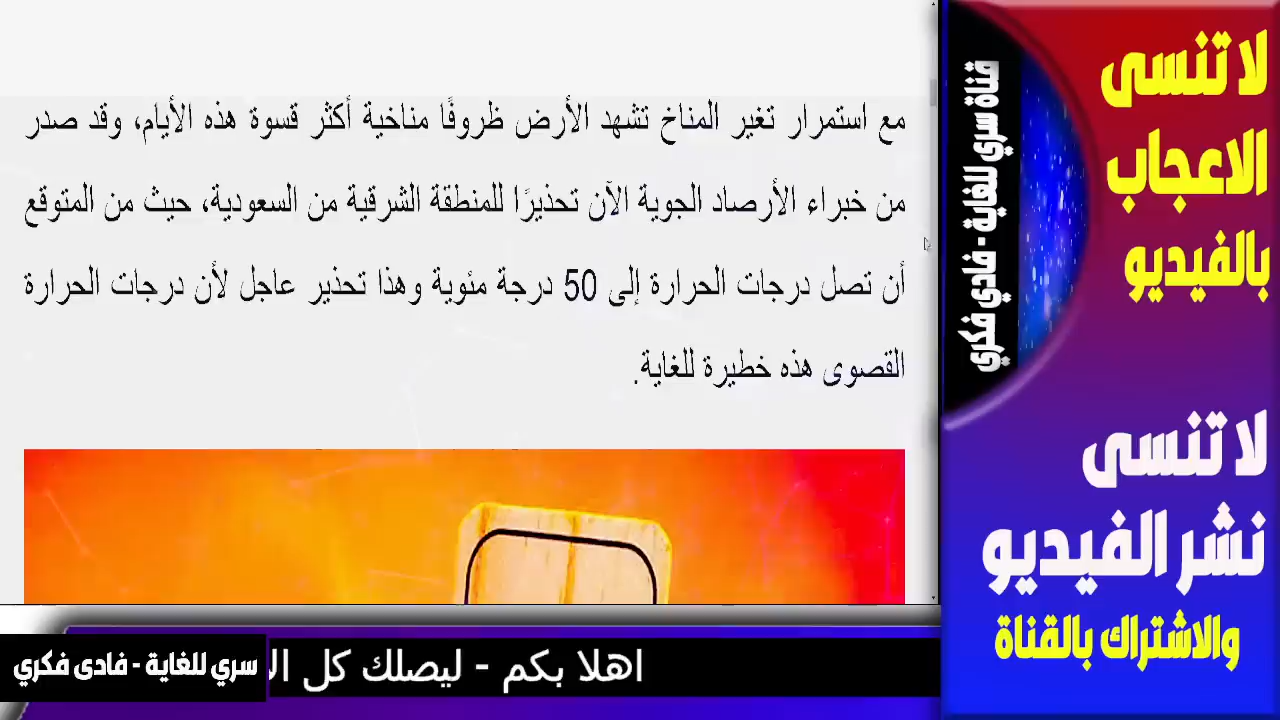 مع استمرار تغير المناخ تشهد الأرض ظروفًا مناخية أكثر قسوة هذه الأيام، وقد صدر
من خبراء الأرصاد الجوية الآن تحذيرًا للمنطقة الشرقية من السعودية، حيث من المتوقع
أن تصل درجات الحرارة إلى 50 درجة مئوية وهذا تحذير عاجل لأن درجات الحرارة
القصوى هذه خطيرة للغاية.
لا تنسى
الاعجاب
بالفيديو
قناة سري للغاية - فادي فكري
لا تنسى
نشر الفيديو
والاشتراك بالقناة
اهلا بكم - ليصلك كل
سري للغاية - فادى فكري